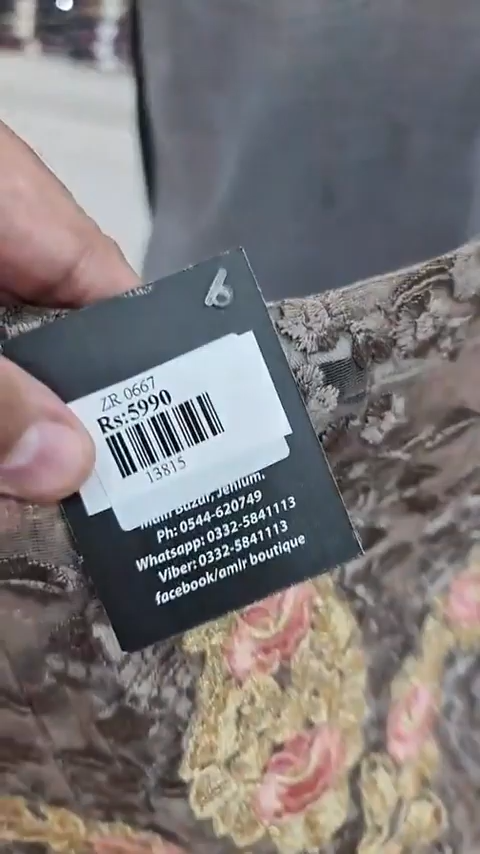 ZR 0667
Rs:5990
13815
Main Bazar, Jehlum.
Ph: 0544-620749
Whatsapp: 0332-5841113
Viber: 0332-5841113
facebook/amir boutique